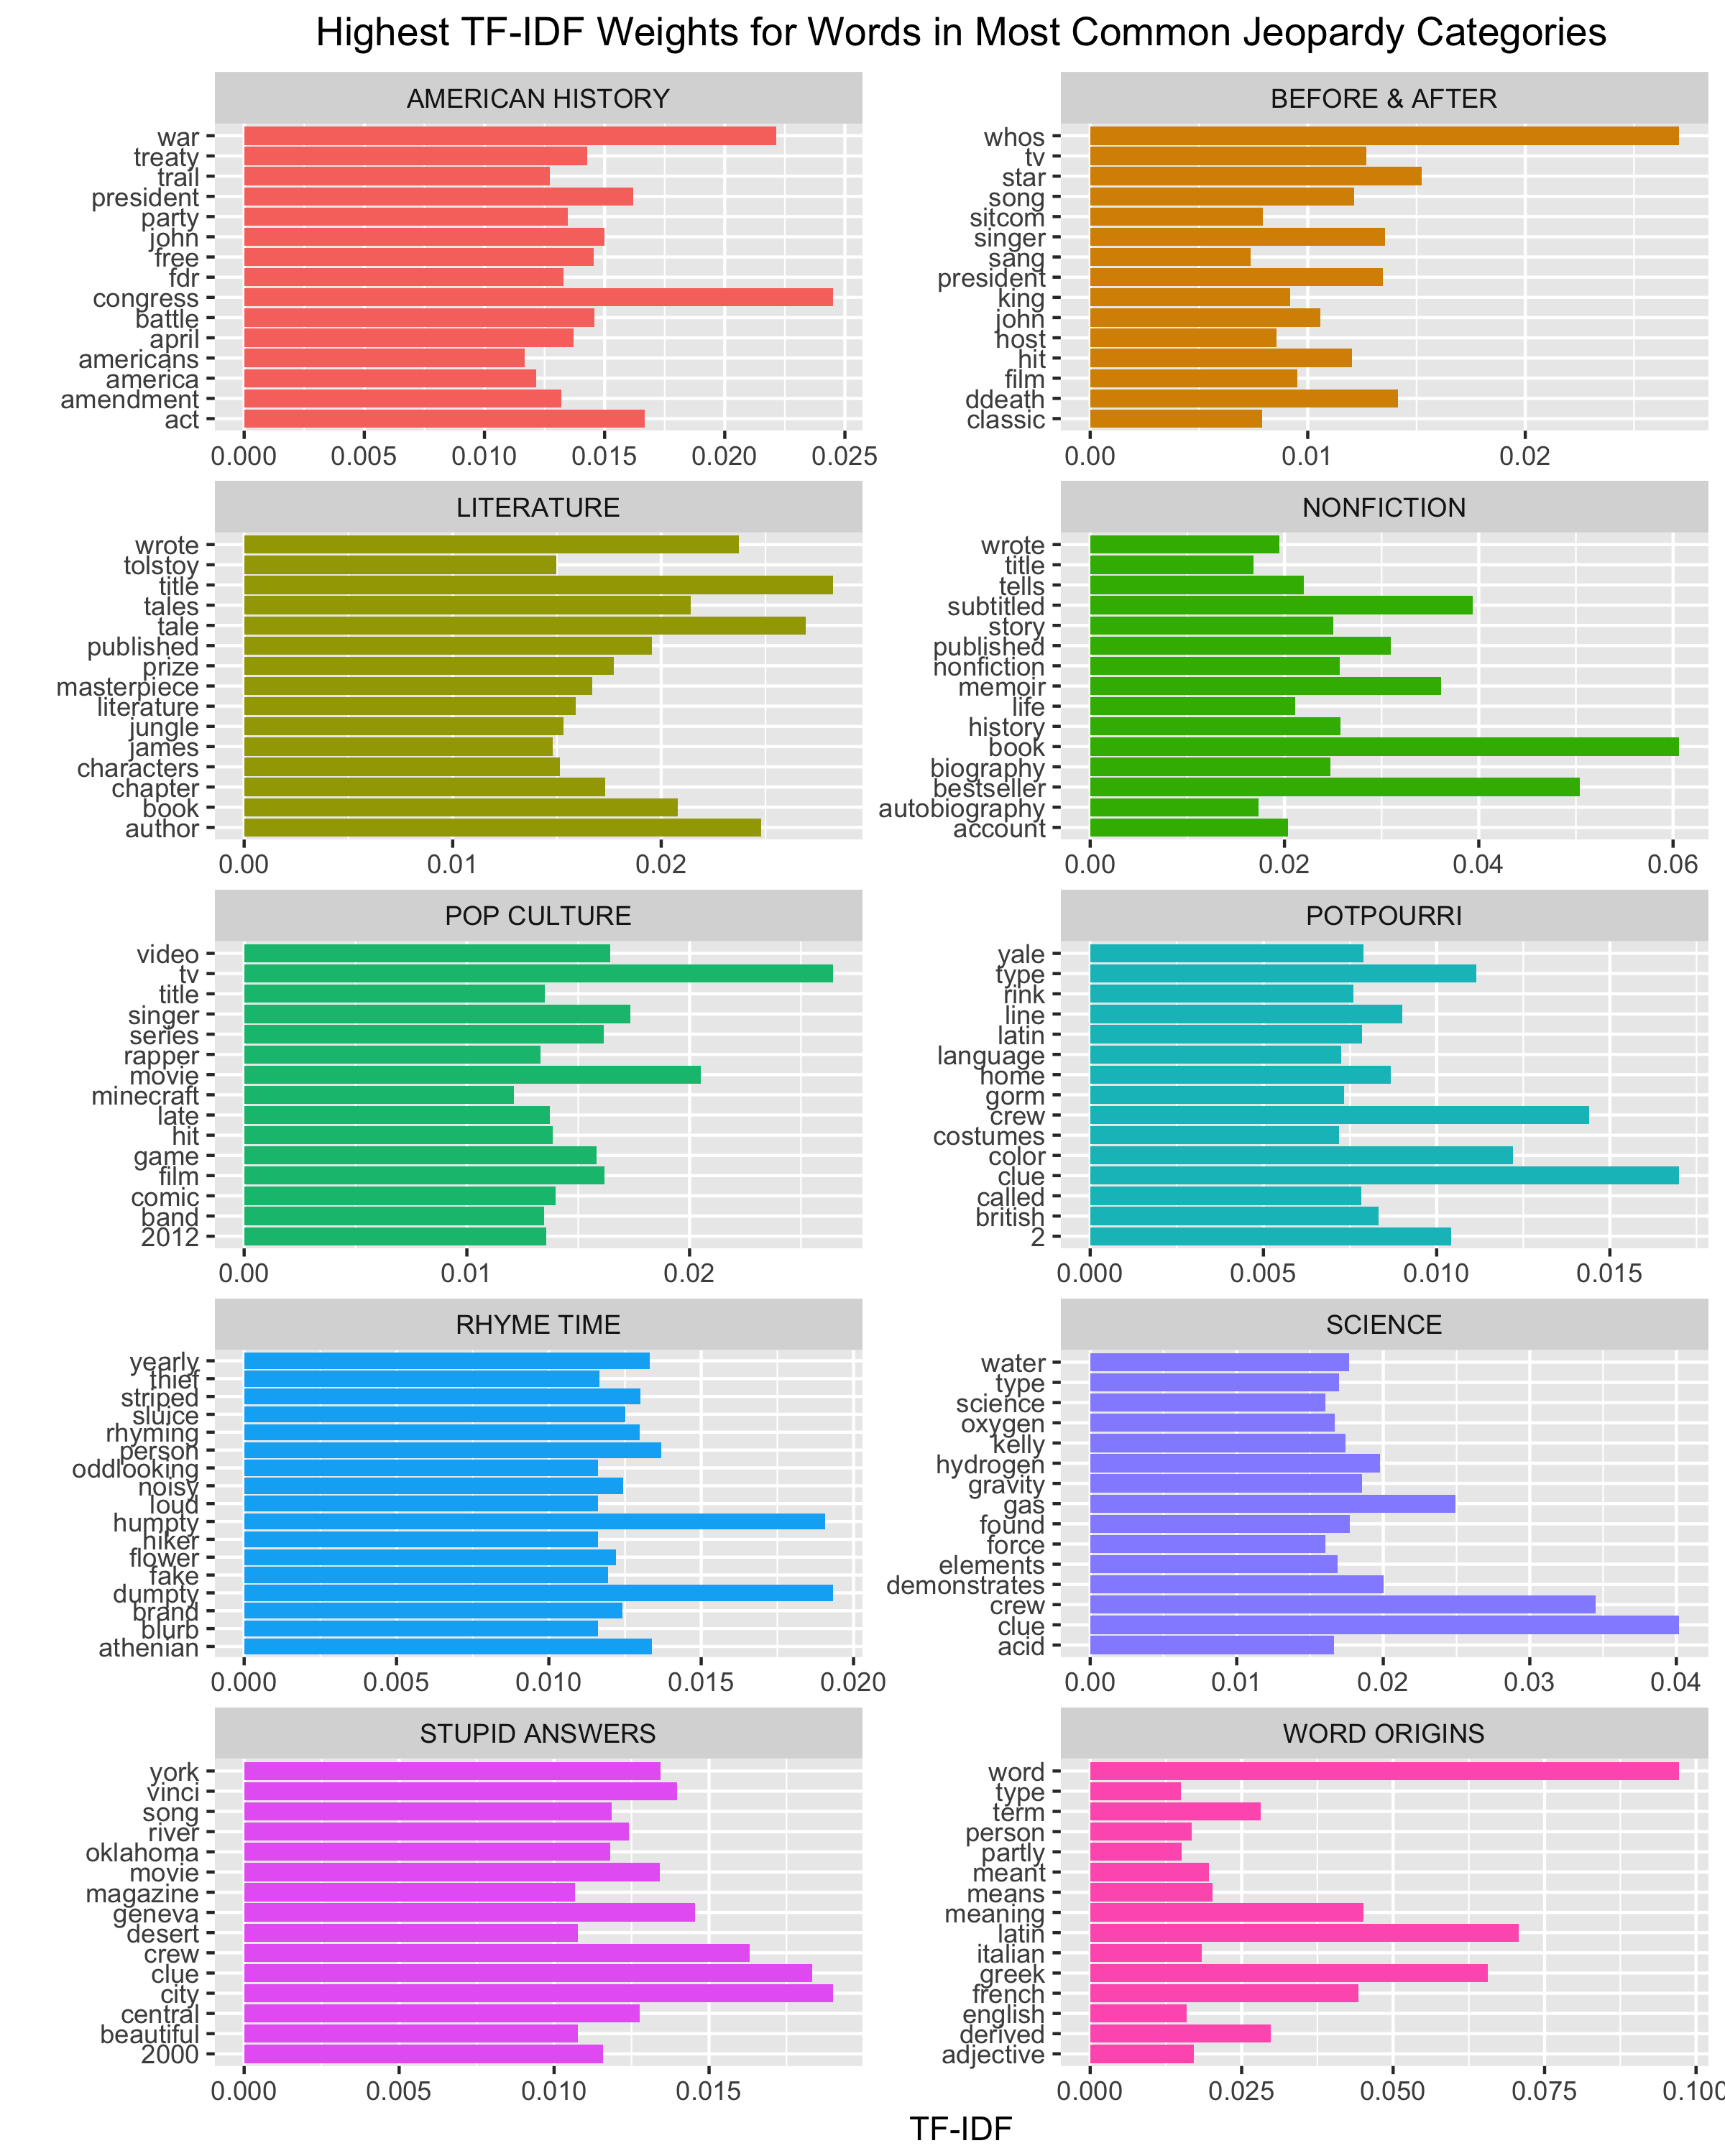 Highest TF-IDF Weights for Words in Most Common Jeopardy Categories
AMERICAN HISTORY
war
treaty
trail
president
party
john
free
fdr
congress
battle
april
americans
america
amendment
act
0.000 0.005 0.010 0.015 0.020 0.025
BEFORE & AFTER
whos
tv
star
song
sitcom
singer
sang
president
king
john
host
hit
film
ddeath
classic
0.00 0.01 0.02
LITERATURE
wrote
tolstoy
title
tales
tale
published
prize
masterpiece
literature
jungle
james
characters
chapter
book
author
0.00 0.01 0.02
NONFICTION
wrote
title
tells
subtitled
story
published
nonfiction
memoir
life
history
book
biography
bestseller
autobiography
account
0.00 0.02 0.04 0.06
POP CULTURE
video
tv
title
singer
series
rapper
movie
minecraft
late
hit
game
film
comic
band
2012
0.00 0.01 0.02
POTPOURRI
yale
type
rink
line
latin
language
home
gorm
crew
costumes
color
clue
called
british
2
0.000 0.005 0.010 0.015
RHYME TIME
yearly
thief
striped
sluice
rhyming
person
oddlooking
noisy
loud
humpty
hiker
flower
fake
dumpty
brand
blurb
athenian
0.000 0.005 0.010 0.015 0.020
SCIENCE
water
type
science
oxygen
kelly
hydrogen
gravity
gas
found
force
elements
demonstrates
crew
clue
acid
0.00 0.01 0.02 0.03 0.04
STUPID ANSWERS
york
vinci
song
river
oklahoma
movie
magazine
geneva
desert
crew
clue
city
central
beautiful
2000
0.000 0.005 0.010 0.015
WORD ORIGINS
word
type
term
person
partly
meant
means
meaning
latin
italian
greek
french
english
derived
adjective
0.000 0.025 0.050 0.075 0.100
TF-IDF